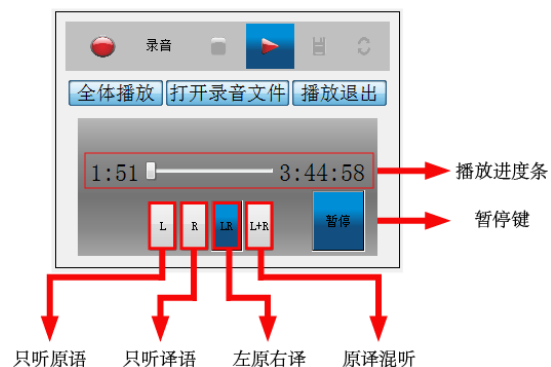 录音
全体播放 打开录音文件 播放退出
1:51 3:44:58
播放进度条
L R LR L+R 暂停
暂停键
只听原语 只听译语 左原右译 原译混听